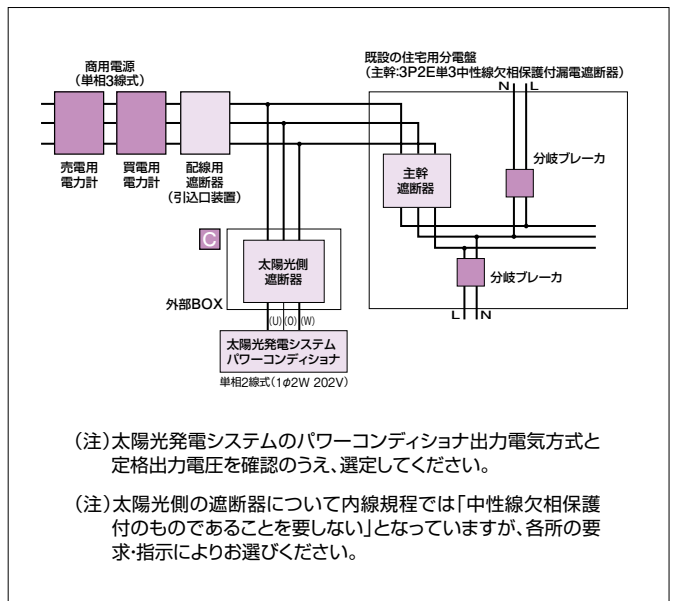 商用電源
（単相3線式）
既設の住宅用分電盤
（主幹:3P2E単3中性線欠相保護付漏電遮断器）
N L
売電用
電力計
買電用
電力計
配線用
遮断器
（引込口装置）
主幹
遮断器
分岐ブレーカ
C
太陽光側
遮断器
外部BOX
分岐ブレーカ
L N
(U) (O) (W)
太陽光発電システム
パワーコンディショナ
単相2線式（1φ2W 202V）
（注）太陽光発電システムのパワーコンディショナ出力電気方式と
定格出力電圧を確認のうえ、選定してください。
（注）太陽光側の遮断器について内線規程では「中性線欠相保護
付のものであることを要しない」となっていますが、各所の要
求・指示によりお選びください。